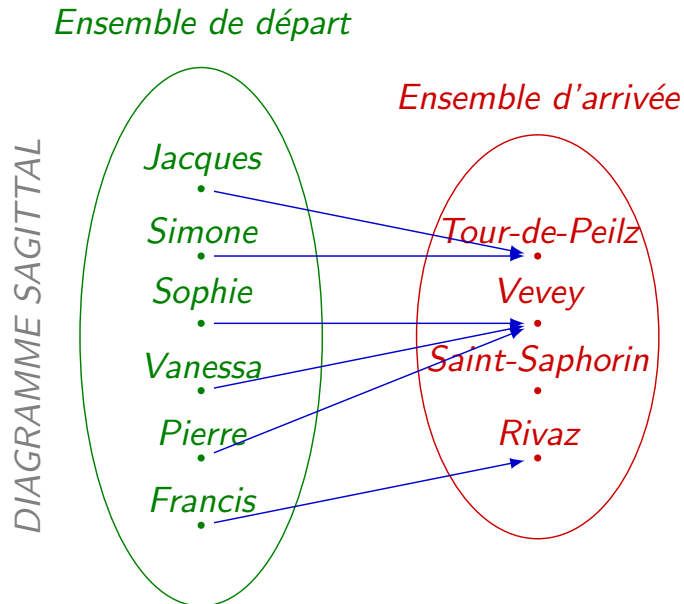 Ensemble de départ
Ensemble d'arrivée
DIAGRAMME SAGITTAL
Jacques
Simone
Sophie
Vanessa
Pierre
Francis
Tour-de-Peilz
Vevey
Saint-Saphorin
Rivaz